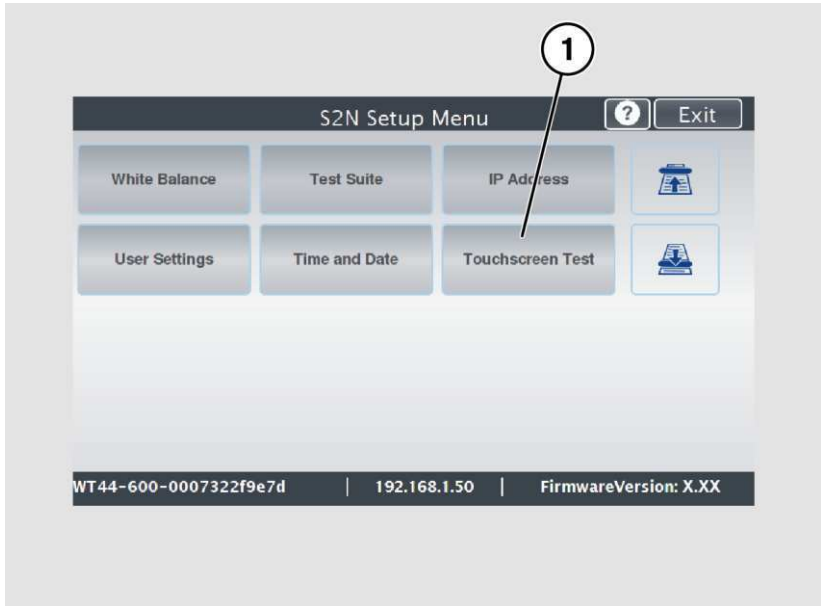 1
S2N Setup Menu ? Exit
White Balance Test Suite IP Address
User Settings Time and Date Touchscreen Test
WT44-600-0007322f9e7d | 192.168.1.50 | FirmwareVersion: X.XX